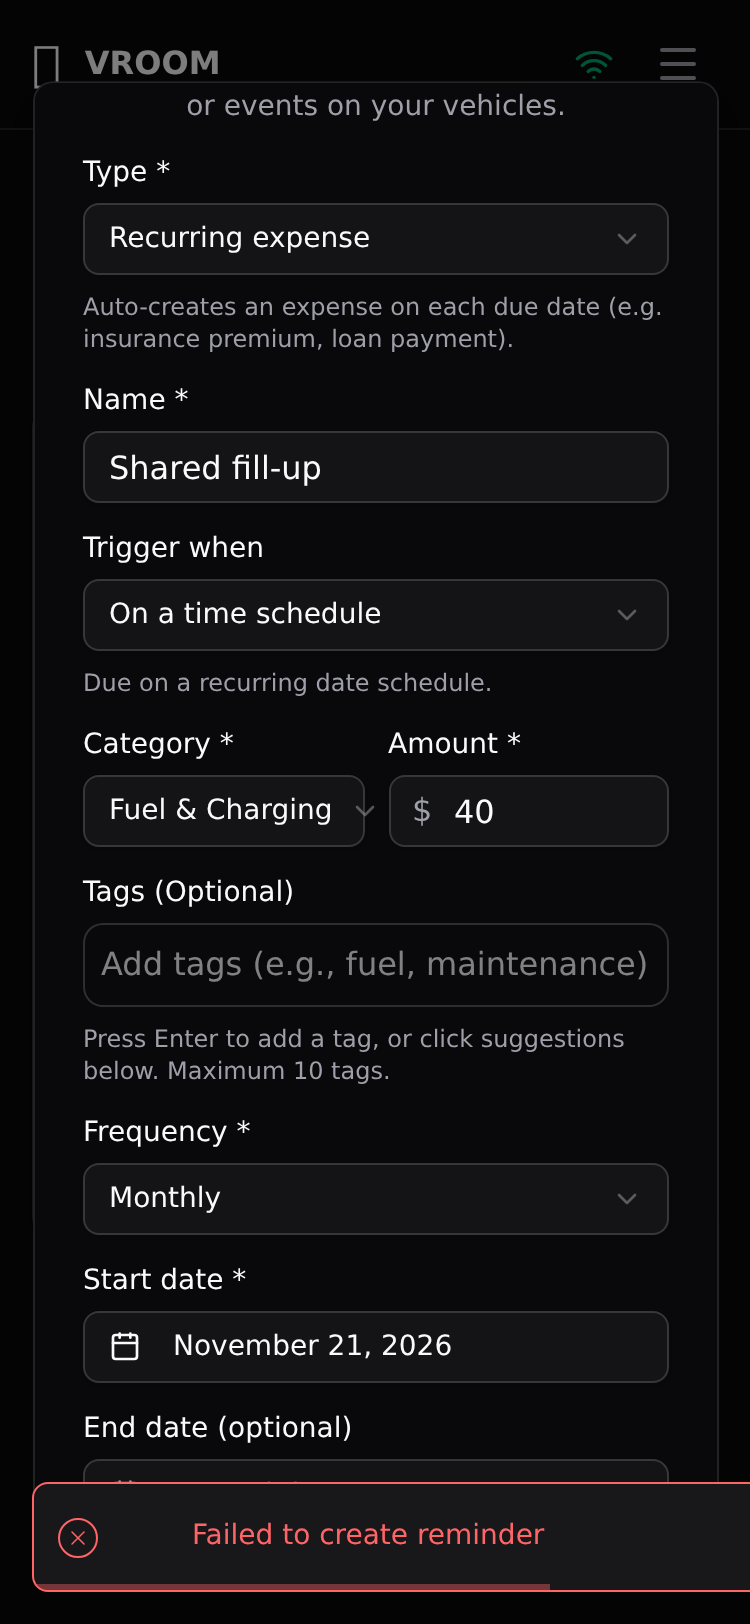 VROOM
or events on your vehicles.
Type *
Recurring expense
Auto-creates an expense on each due date (e.g.
insurance premium, loan payment).
Name *
Shared fill-up
Trigger when
On a time schedule
Due on a recurring date schedule.
Category * Amount *
Fuel & Charging $ 40
Tags (Optional)
Add tags (e.g., fuel, maintenance)
Press Enter to add a tag, or click suggestions
below. Maximum 10 tags.
Frequency *
Monthly
Start date *
November 21, 2026
End date (optional)
Failed to create reminder